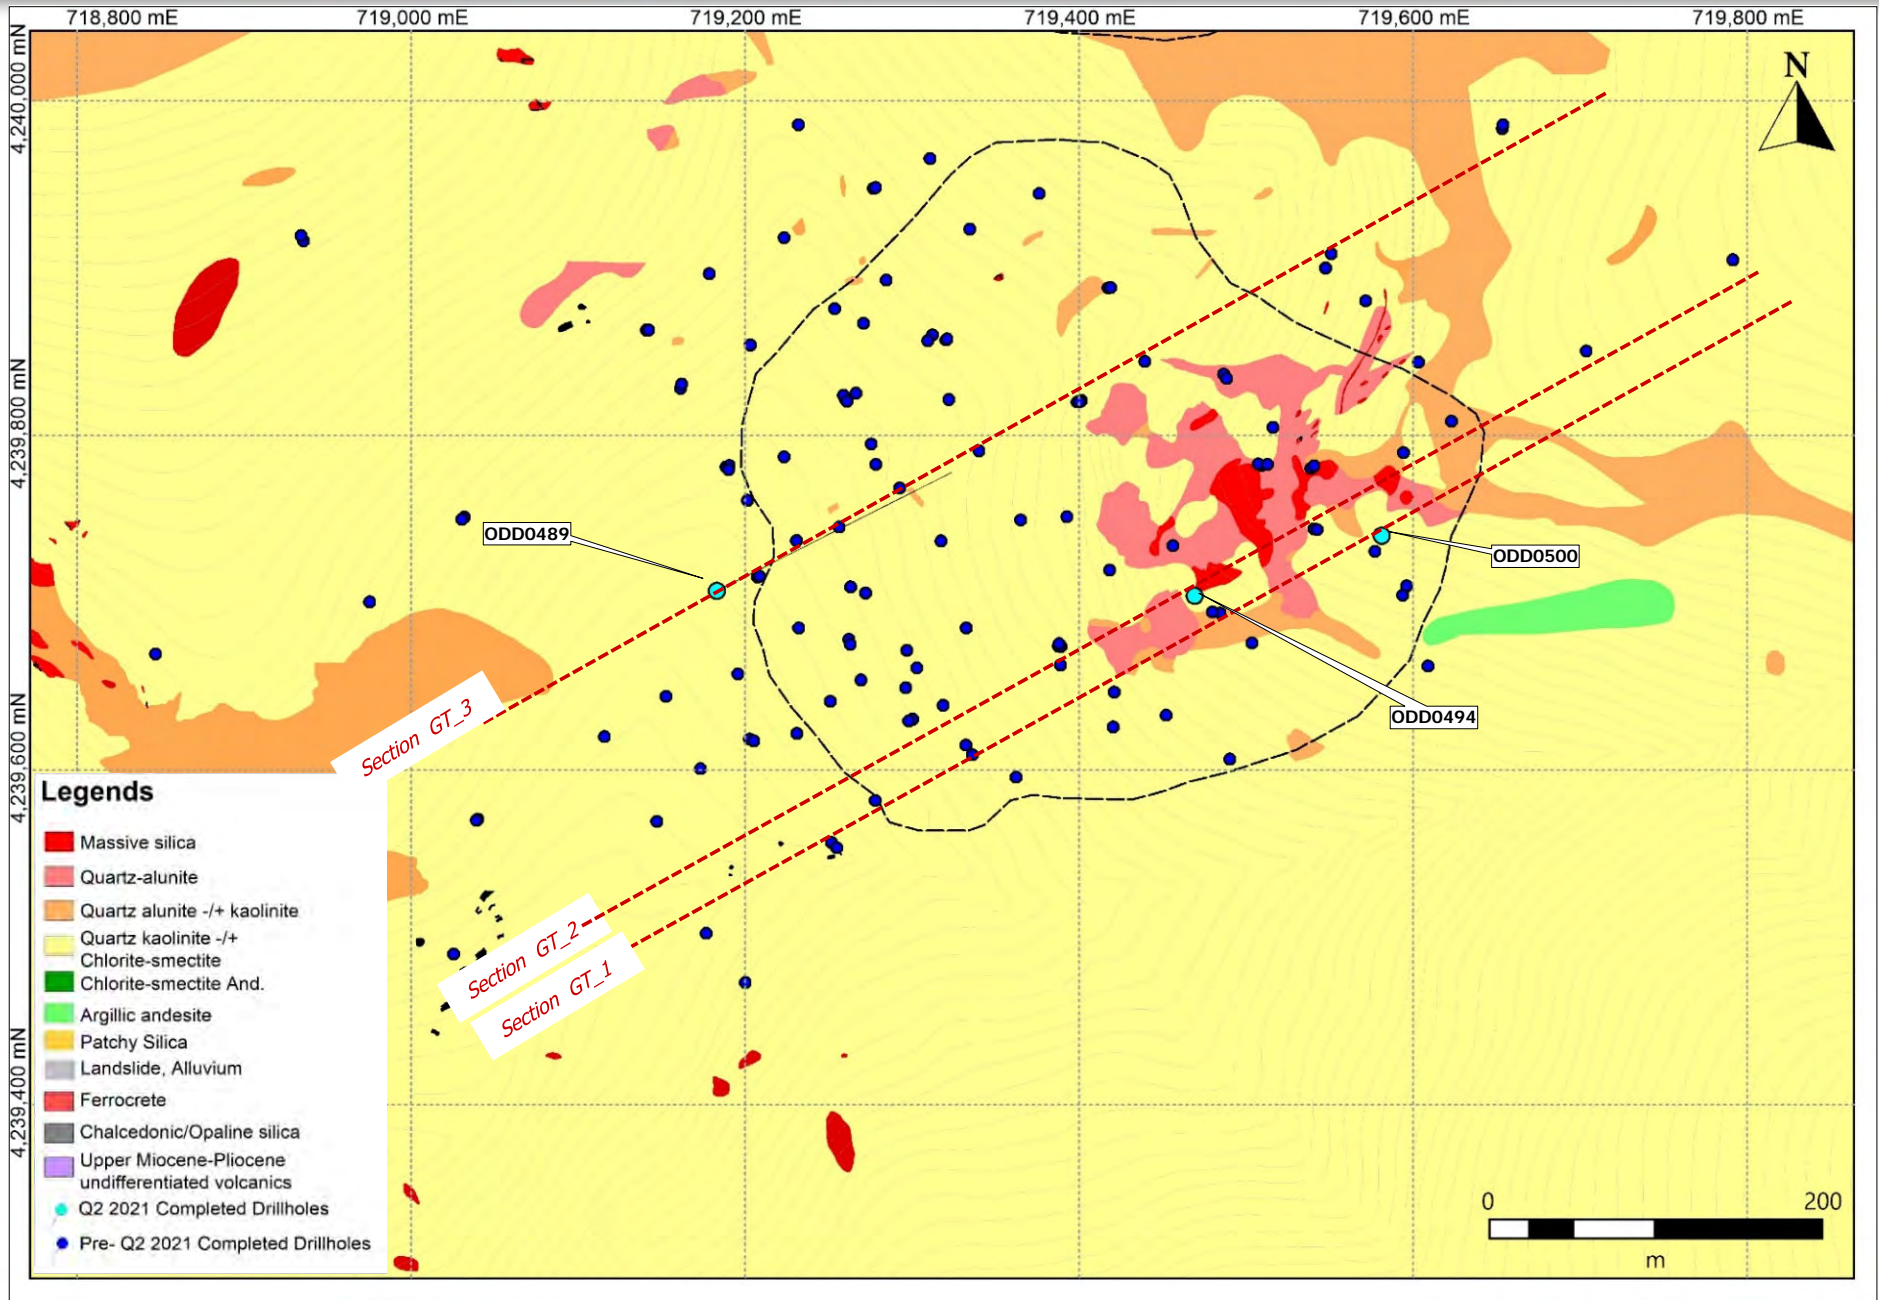 718,800 mE
719,000 mE
719,200 mE
719,400 mE
719,600 mE
719,800 mE
4,240,000 mN
4,239,800 mN
4,239,600 mN
4,239,400 mN
N
ODD0489
ODD0500
ODD0494
Section GT_3
Section GT_2
Section GT_1
Legends
Massive silica
Quartz-alunite
Quartz alunite -/+ kaolinite
Quartz kaolinite -/+
Chlorite-smectite
Chlorite-smectite And.
Argillic andesite
Patchy Silica
Landslide, Alluvium
Ferrocrete
Chalcedonic/Opaline silica
Upper Miocene-Pliocene
undifferentiated volcanics
Q2 2021 Completed Drillholes
Pre- Q2 2021 Completed Drillholes
0 200
m